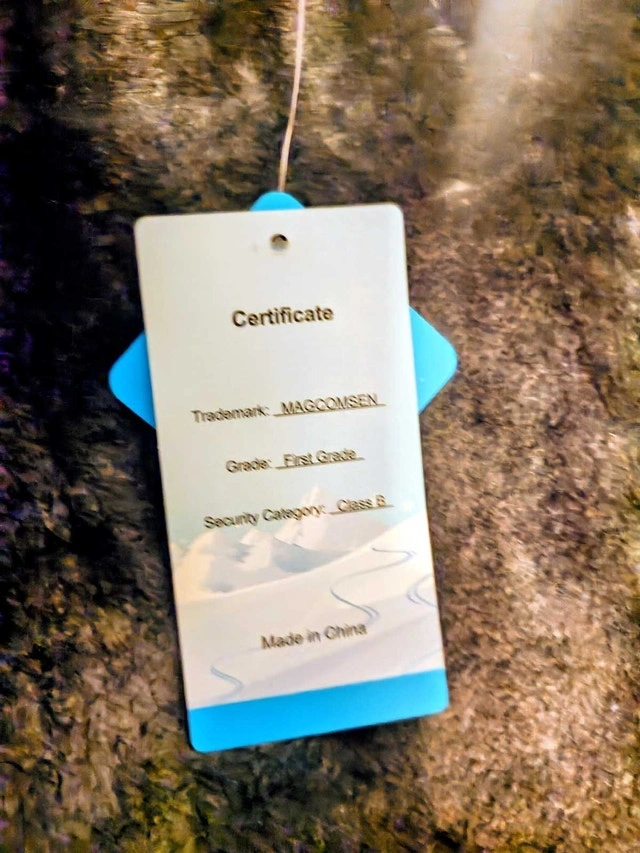 Certificate
Trademark: MAGCOMSEN
Grade: First Grade
Security Category: Class B
Made in China